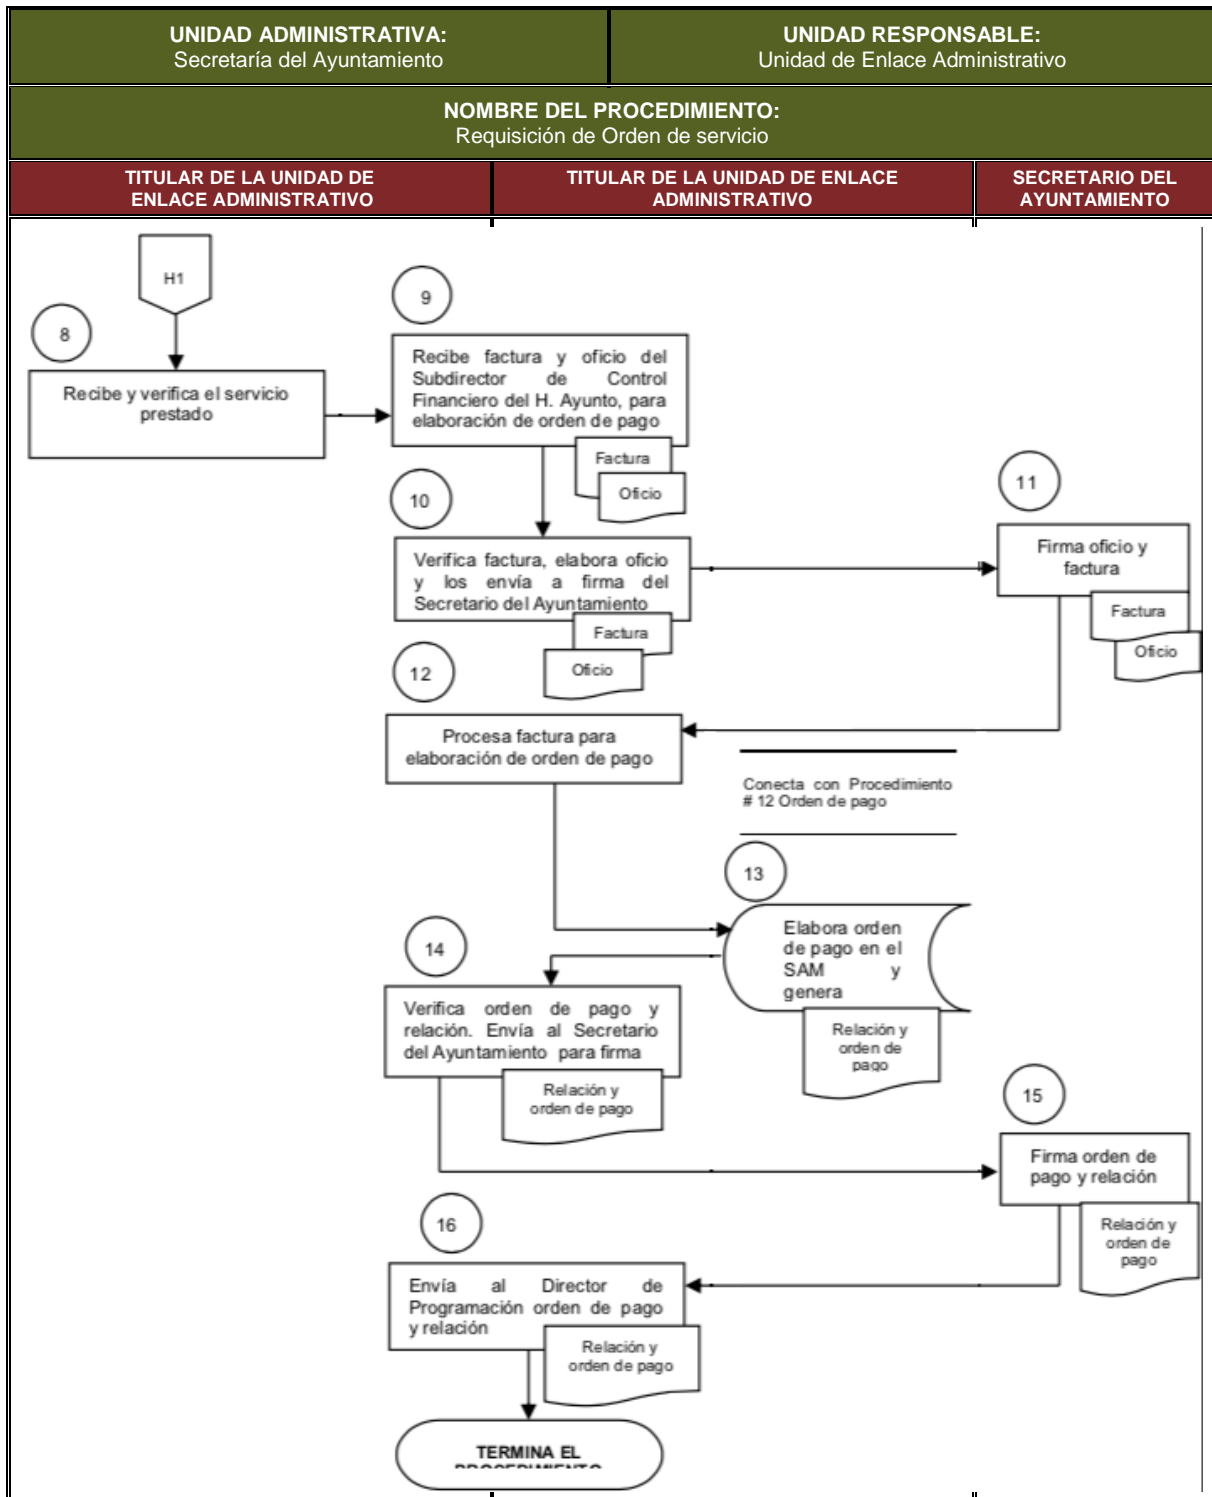 UNIDAD ADMINISTRATIVA:
Secretaría del Ayuntamiento
UNIDAD RESPONSABLE:
Unidad de Enlace Administrativo
NOMBRE DEL PROCEDIMIENTO:
Requisición de Orden de servicio
TITULAR DE LA UNIDAD DE
ENLACE ADMINISTRATIVO
TITULAR DE LA UNIDAD DE ENLACE
ADMINISTRATIVO
SECRETARIO DEL
AYUNTAMIENTO
H1
8
Recibe y verifica el servicio
prestado
9
Recibe factura y oficio del
Subdirector de Control
Financiero del H. Ayunto, para
elaboración de orden de pago
Factura
Oficio
10
Verifica factura, elabora oficio
y los envía a firma del
Secretario del Ayuntamiento
Factura
Oficio
11
Firma oficio y
factura
Factura
Oficio
12
Procesa factura para
elaboración de orden de pago
Conecta con Procedimiento
# 12 Orden de pago
13
Elabora orden
de pago en el
SAM y
genera
Relación y
orden de
pago
14
Verifica orden de pago y
relación. Envía al Secretario
del Ayuntamiento para firma
Relación y
orden de pago
15
Firma orden de
pago y relación
Relación y
orden de
pago
16
Envía al Director de
Programación orden de pago
y relación
Relación y
orden de pago
TERMINA EL
PROCEDIMIENTO